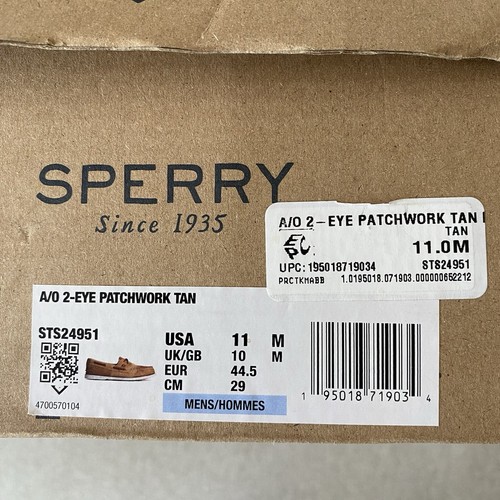 SPERRY
Since 1935
A/O 2-EYE PATCHWORK TAN
TAN
11.0M
UPC: 195018719034 STS24951
PRCTKMABB 1.0195018.071903.000000652212
A/O 2-EYE PATCHWORK TAN
STS24951
USA 11 M
UK/GB 10 M
EUR 44.5
CM 29
MENS/HOMMES
4700570104
1 95018 71903 4